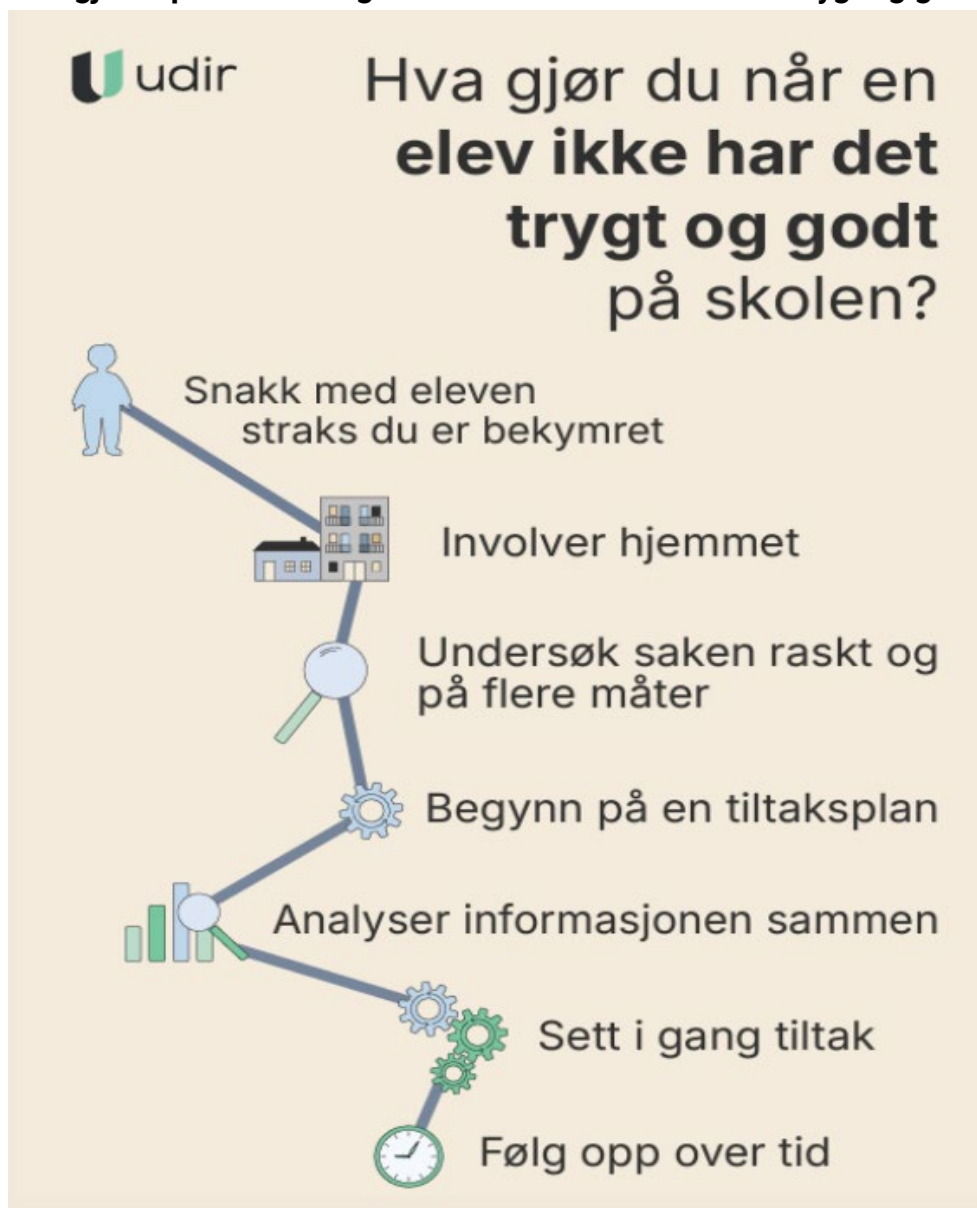 udir
Hva gjør du når en
elev ikke har det
trygt og godt
på skolen?
Snakk med eleven
straks du er bekymret
Involver hjemmet
Undersøk saken raskt og
på flere måter
Begynn på en tiltaksplan
Analyser informasjonen sammen
Sett i gang tiltak
Følg opp over tid